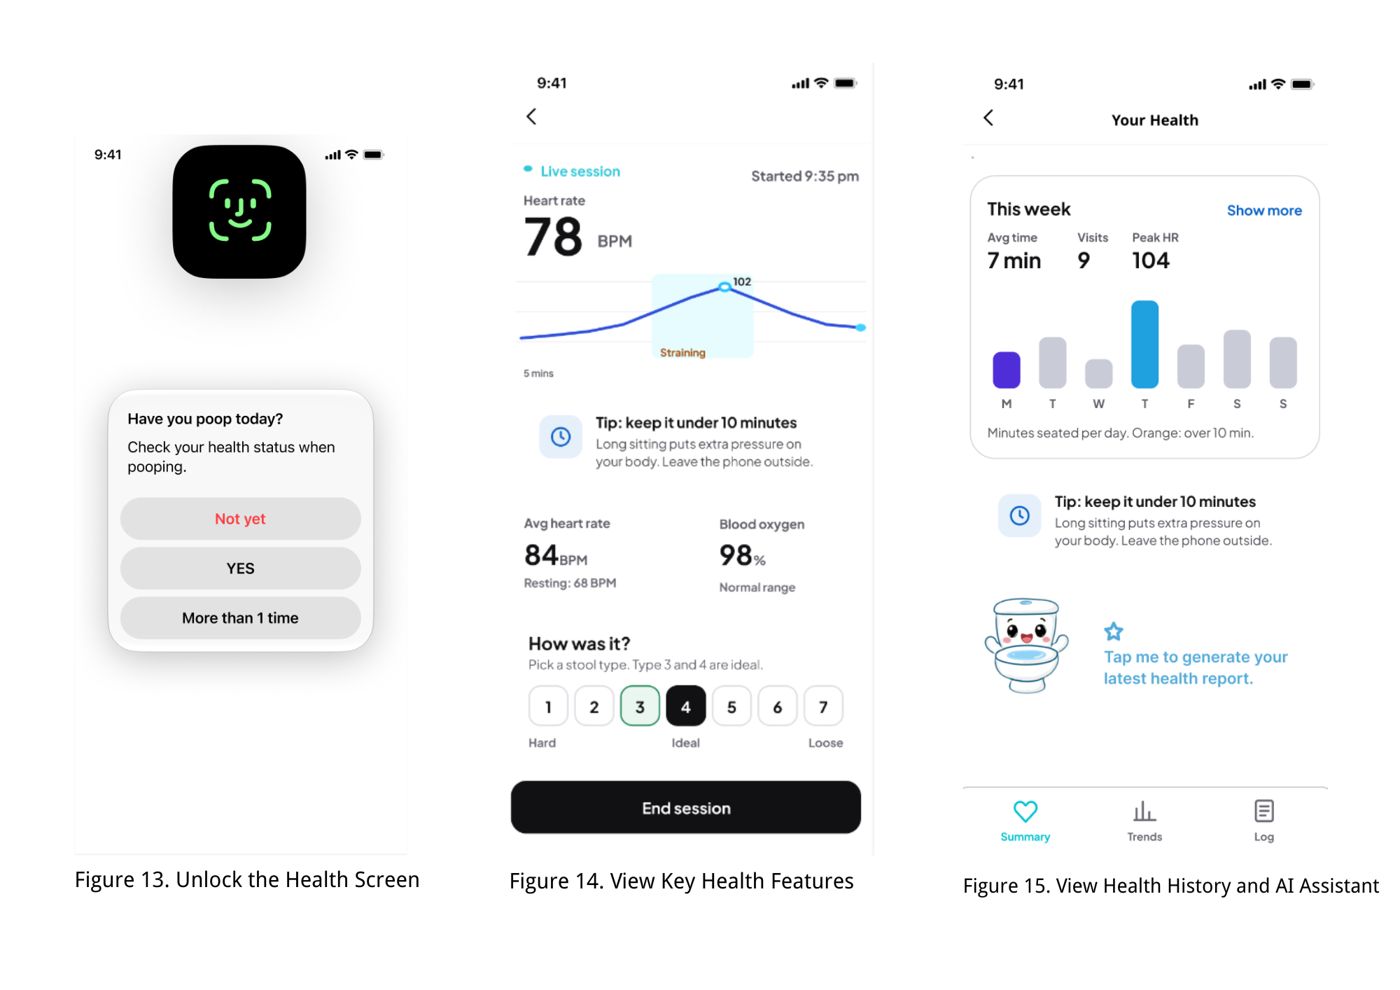 9:41
Have you poop today?
Check your health status when
pooping.
Not yet
YES
More than 1 time
Figure 13. Unlock the Health Screen
9:41
Live session
Started 9:35 pm
Heart rate
78 BPM
102
Straining
5 mins
Tip: keep it under 10 minutes
Long sitting puts extra pressure on
your body. Leave the phone outside.
Avg heart rate
84BPM
Resting: 68 BPM
Blood oxygen
98%
Normal range
How was it?
Pick a stool type. Type 3 and 4 are ideal.
1 2 3 4 5 6 7
Hard Ideal Loose
End session
Figure 14. View Key Health Features
9:41
Your Health
This week Show more
Avg time Visits Peak HR
7 min 9 104
M T W T F S S
Minutes seated per day. Orange: over 10 min.
Tip: keep it under 10 minutes
Long sitting puts extra pressure on
your body. Leave the phone outside.
Tap me to generate your
latest health report.
Summary Trends Log
Figure 15. View Health History and AI Assistant